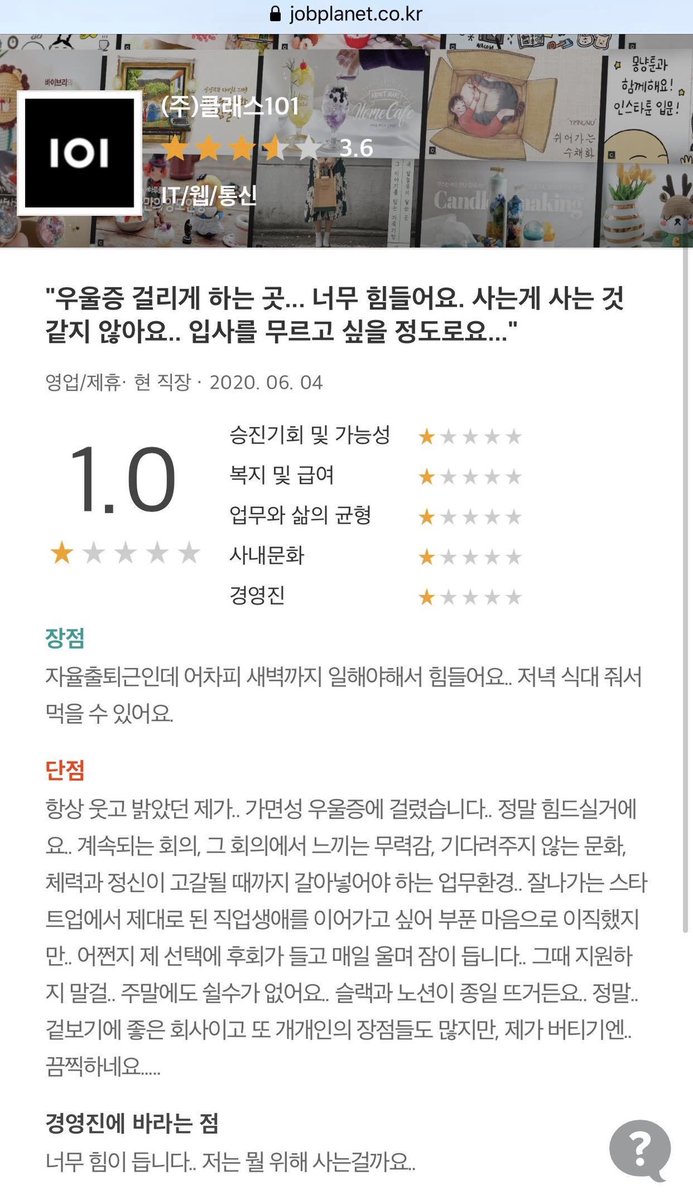 jobplanet.co.kr
몽냥툰과
함께해요!
인스타툰 입문!
바이브리의
HomeCafe
YEONUNU
쉬어가는
수채화
Candle making
101
(주)클래스101
3.6
IT/웹/통신
"우울증 걸리게 하는 곳... 너무 힘들어요. 사는게 사는 것
같지 않아요.. 입사를 무르고 싶을 정도로요..."
영업/제휴· 현 직장 · 2020. 06. 04
1.0
승진기회 및 가능성
복지 및 급여
업무와 삶의 균형
사내문화
경영진
장점
자율출퇴근인데 어차피 새벽까지 일해야해서 힘들어요.. 저녁 식대 줘서
먹을 수 있어요.
단점
항상 웃고 밝았던 제가.. 가면성 우울증에 걸렸습니다.. 정말 힘드실거에
요.. 계속되는 회의, 그 회의에서 느끼는 무력감, 기다려주지 않는 문화,
체력과 정신이 고갈될 때까지 갈아넣어야 하는 업무환경.. 잘나가는 스타
트업에서 제대로 된 직업생애를 이어가고 싶어 부푼 마음으로 이직했지
만.. 어쩐지 제 선택에 후회가 들고 매일 울며 잠이 듭니다.. 그때 지원하
지 말걸.. 주말에도 쉴수가 없어요.. 슬랙과 노션이 종일 뜨거든요.. 정말..
겉보기에 좋은 회사이고 또 개개인의 장점들도 많지만, 제가 버티기엔..
끔찍하네요.....
경영진에 바라는 점
너무 힘이 듭니다.. 저는 뭘 위해 사는걸까요..
?